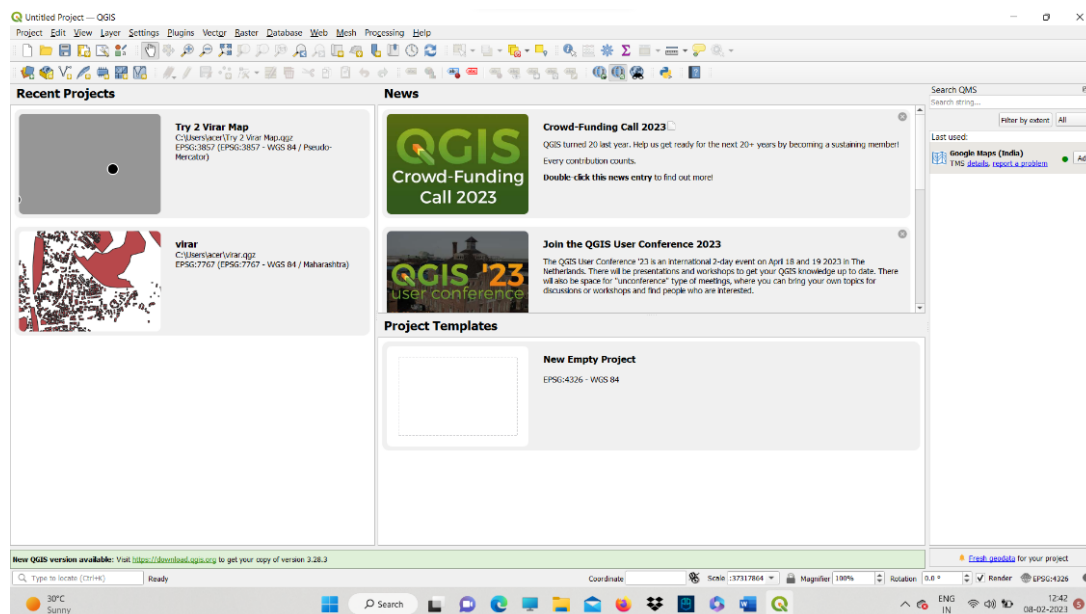 Untitled Project — QGIS
Project Edit View Layer Settings Plugins Vector Raster Database Web Mesh Processing Help
Recent Projects
Try 2 Virar Map
C:\Users\acer\Try 2 Virar Map.qgz
EPSG:3857 (EPSG:3857 - WGS 84 / Pseudo-
Mercator)
virar
C:\Users\acer\virar.qgz
EPSG:7767 (EPSG:7767 - WGS 84 / Maharashtra)
News
QGIS
Crowd-Funding
Call 2023
Crowd-Funding Call 2023
QGIS turned 20 last year. Help us get ready for the next 20+ years by becoming a sustaining member!
Every contribution counts.
Double-click this news entry to find out more!
QGIS '23
user conference
Join the QGIS User Conference 2023
The QGIS User Conference '23 is an international 2-day event on April 18 and 19 2023 in The
Netherlands. There will be presentations and workshops to get your QGIS knowledge up to date. There
will also be space for "unconference" type of meetings, where you can bring your own topics for
discussions or workshops and find people who are interested.
Project Templates
New Empty Project
EPSG:4326 - WGS 84
Search QMS
Search string...
Filter by extent All
Last used:
Google Maps (India)
TMS details, report a problem
Ad
New QGIS version available: Visit https://download.qgis.org to get your copy of version 3.28.3
Fresh geodata for your project
Type to locate (Ctrl+K) Ready Coordinate Scale :37317864 Magnifier 100% Rotation 0.0 ° Render EPSG:4326
30°C
Sunny
Search
ENG
IN
12:42
08-02-2023
5